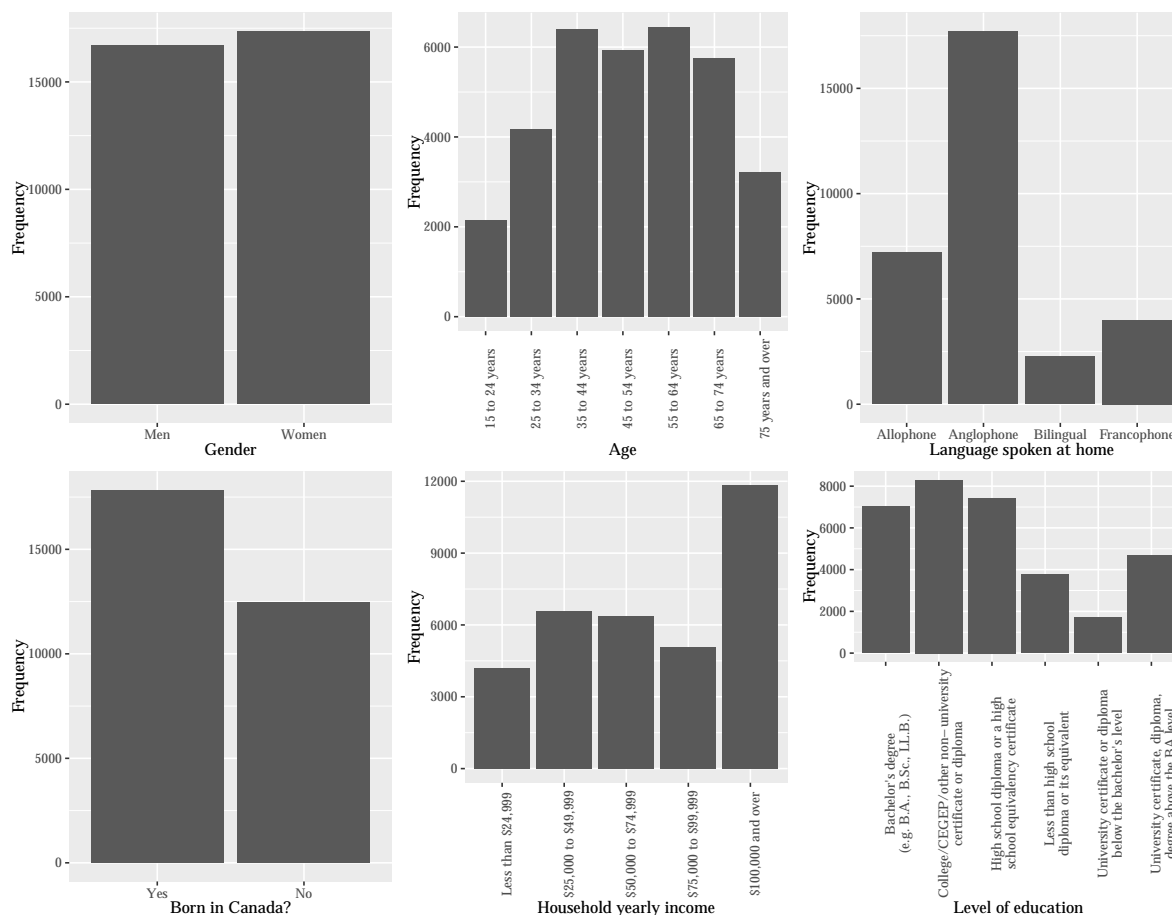 Frequency
15000
10000
5000
0
Men
Women
Gender
Frequency
6000
4000
2000
0
15 to 24 years
25 to 34 years
35 to 44 years
45 to 54 years
55 to 64 years
65 to 74 years
75 years and over
Age
Frequency
15000
10000
5000
0
Allophone
Anglophone
Bilingual
Francophone
Language spoken at home
Frequency
15000
10000
5000
0
Yes
No
Born in Canada?
Frequency
12000
9000
6000
3000
0
Less than $24,999
$25,000 to $49,999
$50,000 to $74,999
$75,000 to $99,999
$100,000 and over
Household yearly income
Frequency
8000
6000
4000
2000
0
Bachelor's degree
(e.g. B.A., B.Sc., LL.B.)
College/CEGEP/other non−university
certificate or diploma
High school diploma or a high
school equivalency certificate
Less than high school
diploma or its equivalent
University certificate or diploma
below the bachelor's level
University certificate, diploma,
degree above the BA level
Level of education